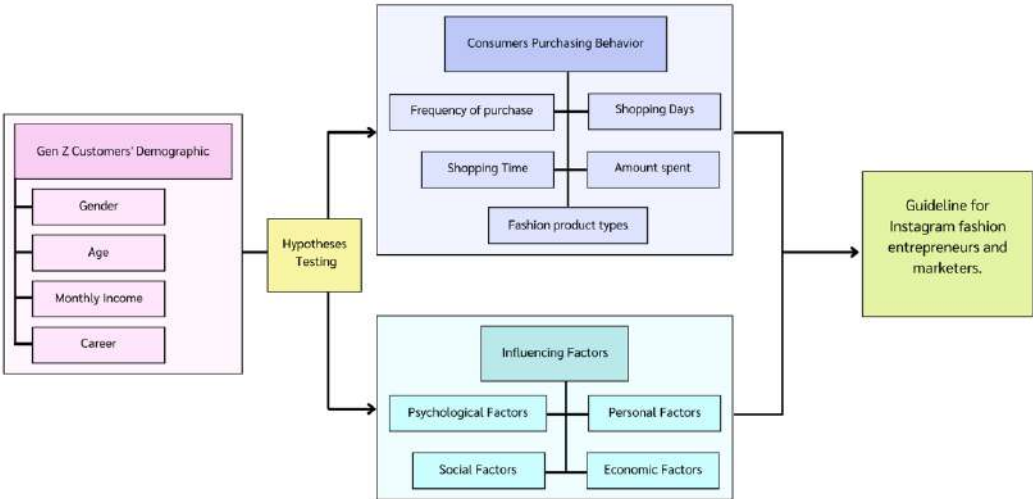 Consumers Purchasing Behavior
Frequency of purchase
Shopping Days
Shopping Time
Amount spent
Fashion product types
Gen Z Customers' Demographic
Gender
Age
Monthly Income
Career
Hypotheses
Testing
Influencing Factors
Psychological Factors
Personal Factors
Social Factors
Economic Factors
Guideline for
Instagram fashion
entrepreneurs and
marketers.